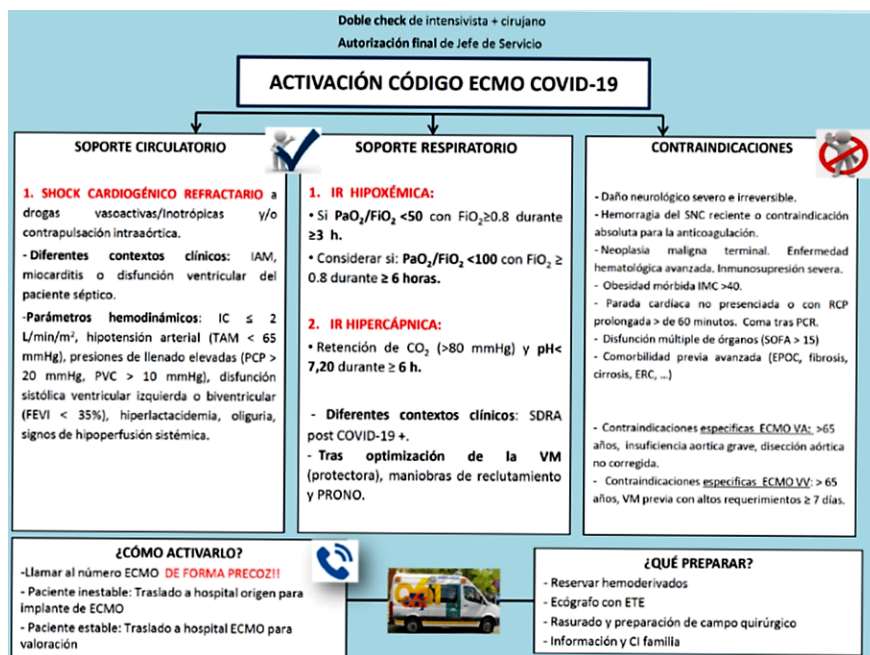 Doble check de intensivista + cirujano
Autorización final de Jefe de Servicio
ACTIVACIÓN CÓDIGO ECMO COVID-19
SOPORTE CIRCULATORIO
1. SHOCK CARDIOGÉNICO REFRACTARIO a
drogas vasoactivas/Inotrópicas y/o
contrapulsación intraaórtica.
- Diferentes contextos clínicos: IAM,
miocarditis o disfunción ventricular del
paciente séptico.
-Parámetros hemodinámicos: IC ≤ 2
L/min/m², hipotensión arterial (TAM < 65
mmHg), presiones de llenado elevadas (PCP >
20 mmHg, PVC > 10 mmHg), disfunción
sistólica ventricular izquierda o biventricular
(FEVI < 35%), hiperlactacidemia, oliguria,
signos de hipoperfusión sistémica.
SOPORTE RESPIRATORIO
1. IR HIPOXÉMICA:
• Si PaO₂/FiO₂ <50 con FiO₂≥0.8 durante
≥3 h.
• Considerar si: PaO₂/FiO₂ <100 con FiO₂ ≥
0.8 durante ≥ 6 horas.
2. IR HIPERCÁPNICA:
• Retención de CO₂ (>80 mmHg) y pH<
7,20 durante ≥ 6 h.
- Diferentes contextos clínicos: SDRA
post COVID-19 +.
- Tras optimización de la VM
(protectora), maniobras de reclutamiento
y PRONO.
CONTRAINDICACIONES
- Daño neurológico severo e irreversible.
- Hemorragia del SNC reciente o contraindicación
absoluta para la anticoagulación.
- Neoplasia maligna terminal. Enfermedad
hematológica avanzada. Inmunosupresión severa.
- Obesidad mórbida IMC >40.
- Parada cardíaca no presenciada o con RCP
prolongada > de 60 minutos. Coma tras PCR.
- Disfunción múltiple de órganos (SOFA > 15)
- Comorbilidad previa avanzada (EPOC, fibrosis,
cirrosis, ERC, ...)
- Contraindicaciones especificas ECMO VA: >65
años, insuficiencia aortica grave, disección aórtica
no corregida.
- Contraindicaciones especificas ECMO VV: > 65
años, VM previa con altos requerimientos ≥ 7 días.
¿CÓMO ACTIVARLO?
-Llamar al número ECMO DE FORMA PRECOZ!!
- Paciente inestable: Traslado a hospital origen para
implante de ECMO
- Paciente estable: Traslado a hospital ECMO para
valoración
061
¿QUÉ PREPARAR?
- Reservar hemoderivados
- Ecógrafo con ETE
- Rasurado y preparación de campo quirúrgico
- Información y CI familia